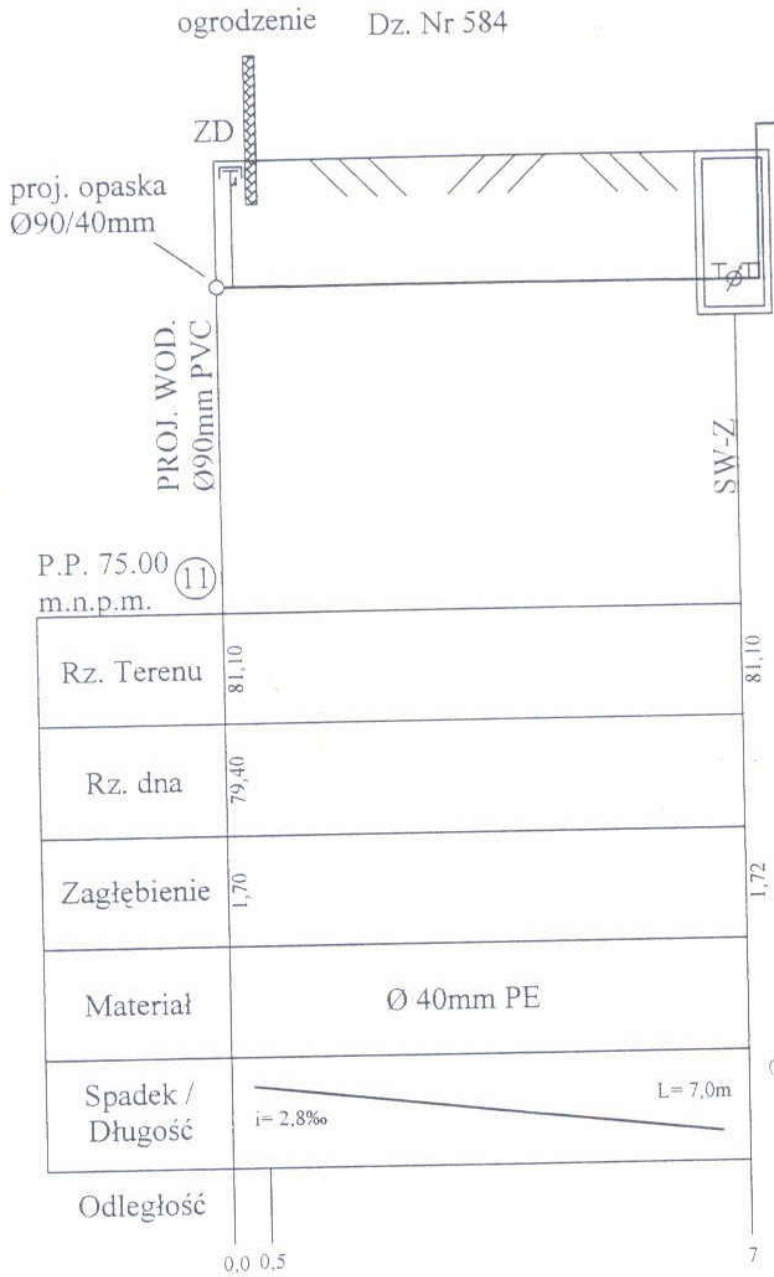 ogrodzenie Dz. Nr 584
ZD
proj. opaska
Ø90/40mm
PROJ. WOD.
Ø90mm PVC
SW-Z
P.P. 75.00
m.n.p.m.
11
Rz. Terenu 81,10 81,10
Rz. dna 79,40
Zagłębienie 1,70 1,72
Materiał Ø 40mm PE
Spadek /
Długość
i= 2,8‰ L= 7,0m
Odległość
0,0 0,5 7